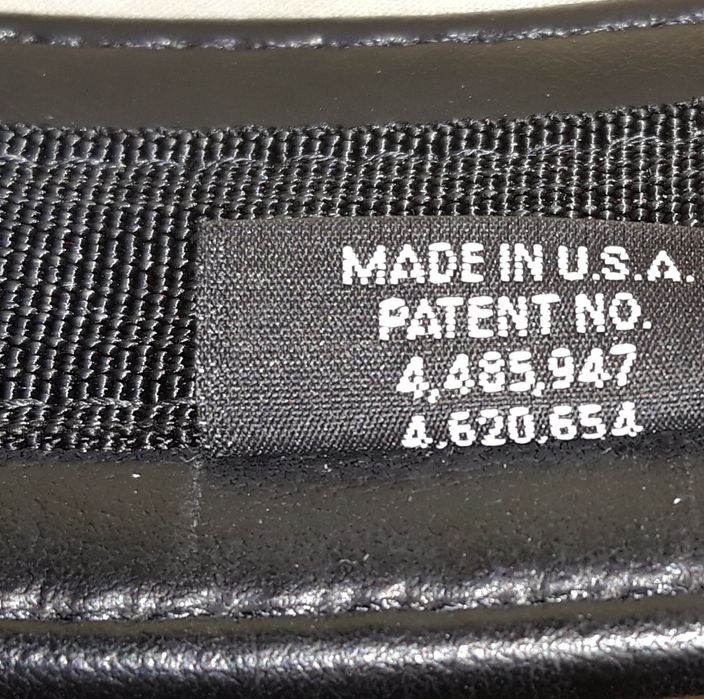 MADE IN U.S.A.
PATENT NO.
4,485,947
4,620,654